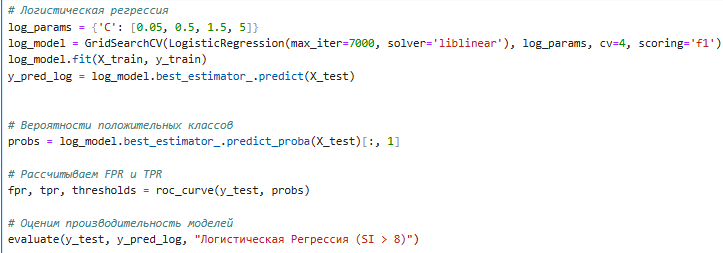 # Логистическая регрессия
log_params = {'C': [0.05, 0.5, 1.5, 5]}
log_model = GridSearchCV(LogisticRegression(max_iter=7000, solver='liblinear'), log_params, cv=4, scoring='f1')
log_model.fit(X_train, y_train)
y_pred_log = log_model.best_estimator_.predict(X_test)
# Вероятности положительных классов
probs = log_model.best_estimator_.predict_proba(X_test)[:, 1]
# Рассчитываем FPR и TPR
fpr, tpr, thresholds = roc_curve(y_test, probs)
# Оценим производительность моделей
evaluate(y_test, y_pred_log, "Логистическая Регрессия (SI > 8)")